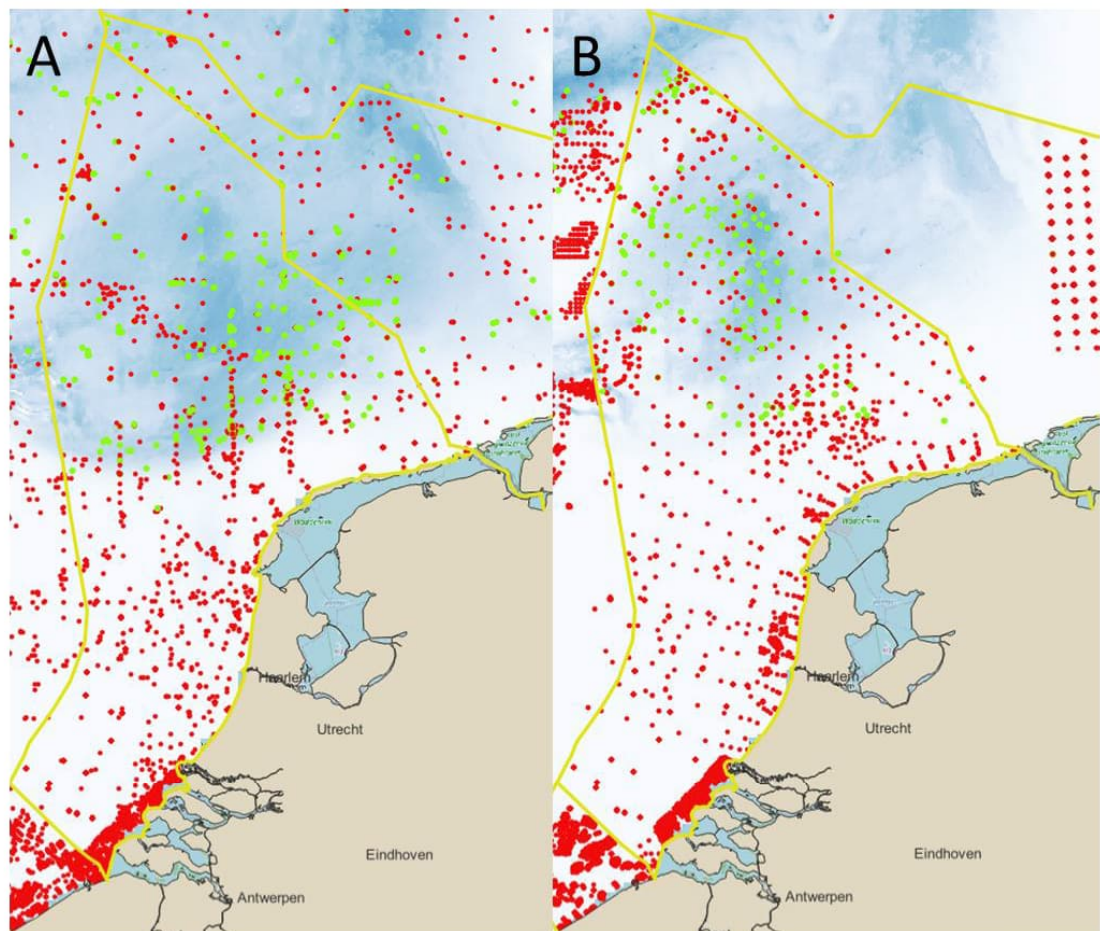 A
B
Haarlem
Haarlem
Utrecht
Utrecht
Eindhoven
Eindhoven
Antwerpen
Antwerpen